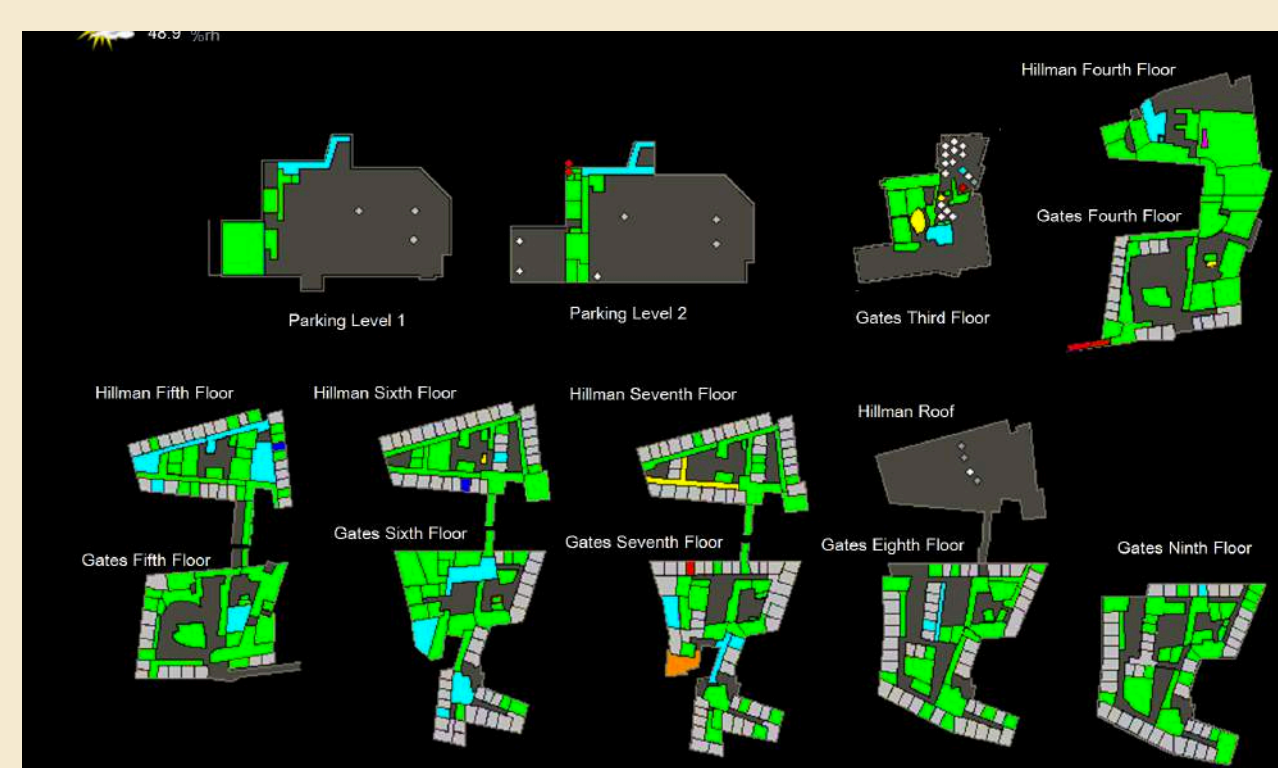 48.9 %rh
Hillman Fourth Floor
Gates Fourth Floor
Parking Level 1
Parking Level 2
Gates Third Floor
Hillman Fifth Floor
Hillman Sixth Floor
Hillman Seventh Floor
Hillman Roof
Gates Fifth Floor
Gates Sixth Floor
Gates Seventh Floor
Gates Eighth Floor
Gates Ninth Floor